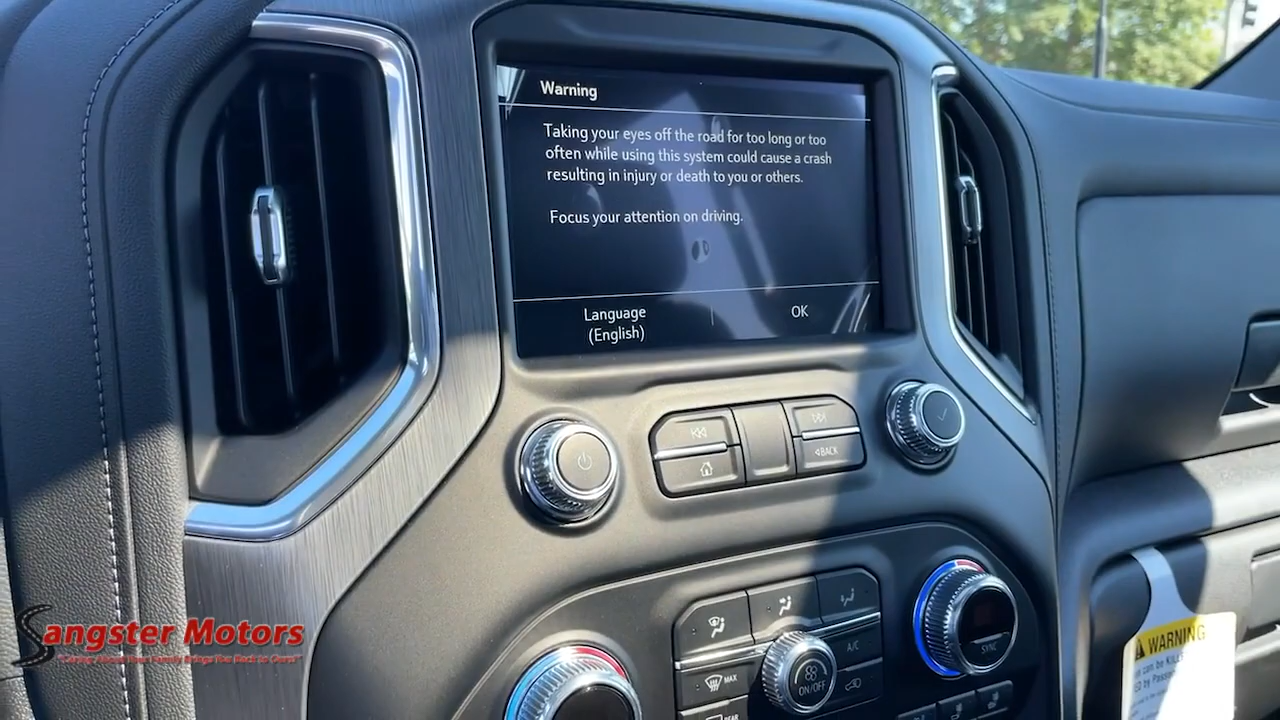 Warning
Taking your eyes off the road for too long or too
often while using this system could cause a crash
resulting in injury or death to you or others.
Focus your attention on driving.
Language
(English)
OK
BACK
A/C
SYNC
MAX
ON/OFF
REAR
Sangster Motors
WARNING